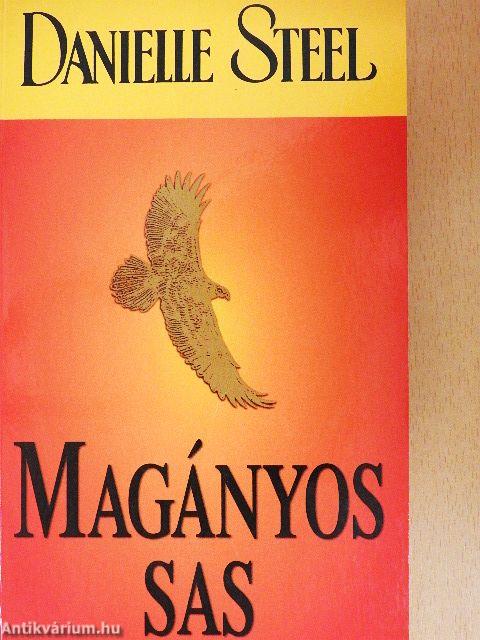 DANIELLE STEEL
MAGÁNYOS
SAS
Antikvárium.hu